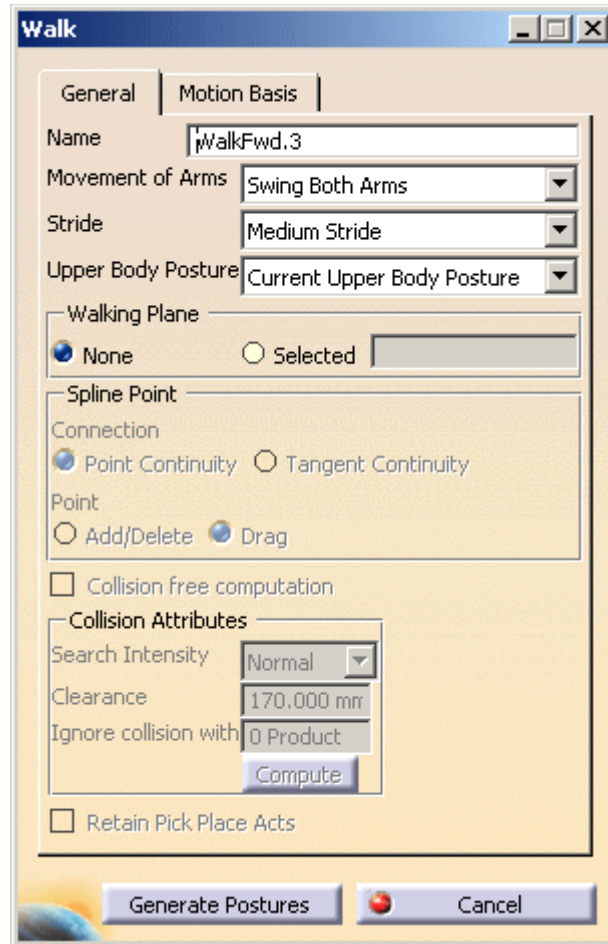 Walk
General Motion Basis
Name WalkFwd.3
Movement of Arms Swing Both Arms
Stride Medium Stride
Upper Body Posture Current Upper Body Posture
Walking Plane
None Selected
Spline Point
Connection
Point Continuity Tangent Continuity
Point
Add/Delete Drag
Collision free computation
Collision Attributes
Search Intensity Normal
Clearance 170.000 mm
Ignore collision with 0 Product
Compute
Retain Pick Place Acts
Generate Postures Cancel